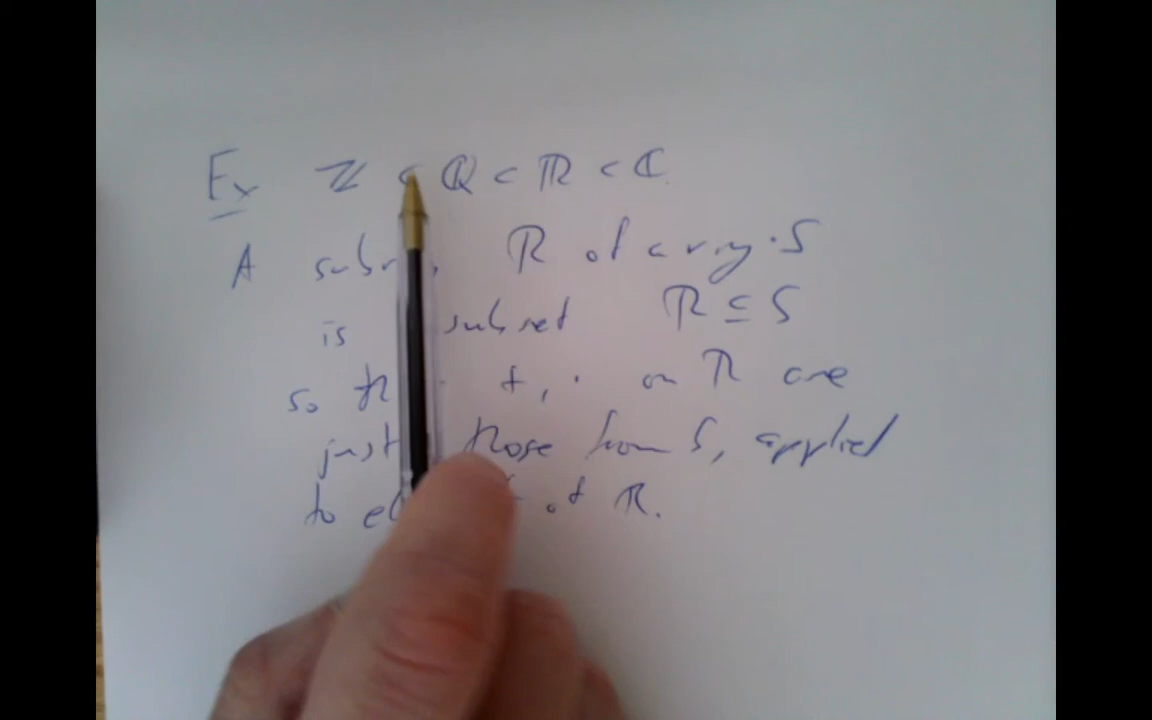 Ex ℤ < ℚ < ℝ < ℂ.
A R of a ring S
is subset R ⊆ S
so +, · on R are
just those from S, applied
to of R.